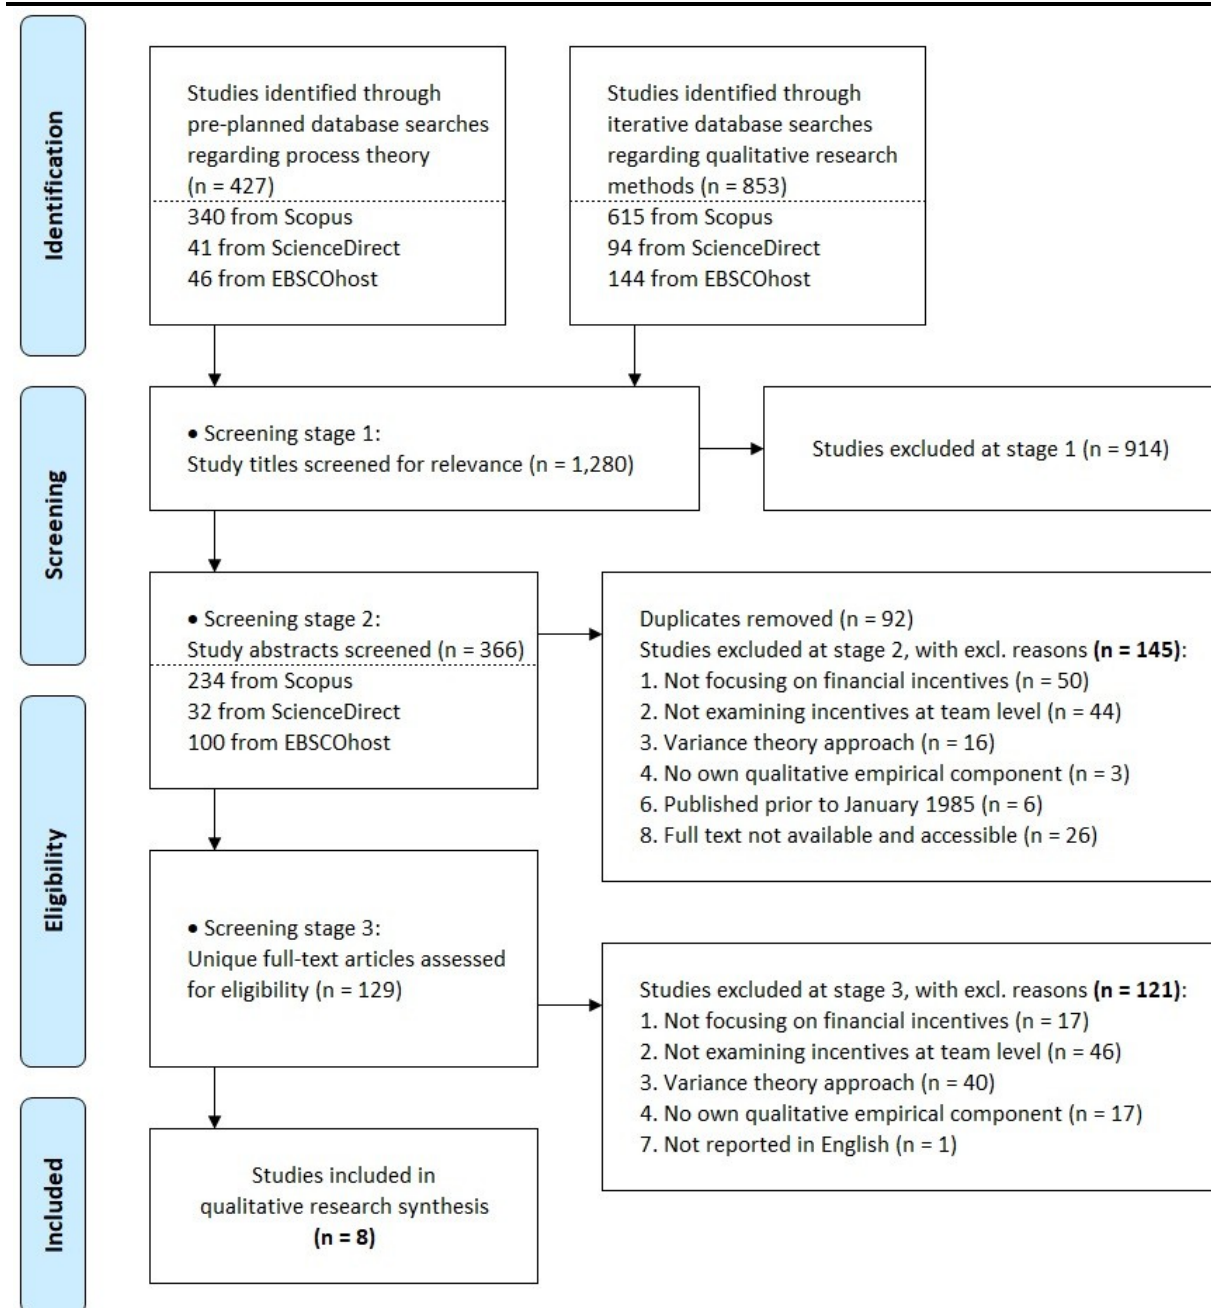 Identification
Studies identified through
pre-planned database searches
regarding process theory
(n = 427)
340 from Scopus
41 from ScienceDirect
46 from EBSCOhost
Studies identified through
iterative database searches
regarding qualitative research
methods (n = 853)
615 from Scopus
94 from ScienceDirect
144 from EBSCOhost
Screening
• Screening stage 1:
Study titles screened for relevance (n = 1,280)
Studies excluded at stage 1 (n = 914)
• Screening stage 2:
Study abstracts screened (n = 366)
234 from Scopus
32 from ScienceDirect
100 from EBSCOhost
Duplicates removed (n = 92)
Studies excluded at stage 2, with excl. reasons (n = 145):
1. Not focusing on financial incentives (n = 50)
2. Not examining incentives at team level (n = 44)
3. Variance theory approach (n = 16)
4. No own qualitative empirical component (n = 3)
6. Published prior to January 1985 (n = 6)
8. Full text not available and accessible (n = 26)
Eligibility
• Screening stage 3:
Unique full-text articles assessed
for eligibility (n = 129)
Studies excluded at stage 3, with excl. reasons (n = 121):
1. Not focusing on financial incentives (n = 17)
2. Not examining incentives at team level (n = 46)
3. Variance theory approach (n = 40)
4. No own qualitative empirical component (n = 17)
7. Not reported in English (n = 1)
Included
Studies included in
qualitative research synthesis
(n = 8)